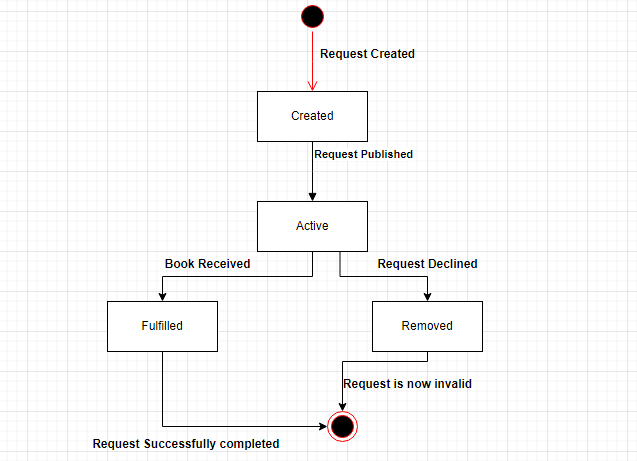 Request Created
Created
Request Published
Active
Book Received
Request Declined
Fulfilled
Removed
Request is now invalid
Request Successfully completed